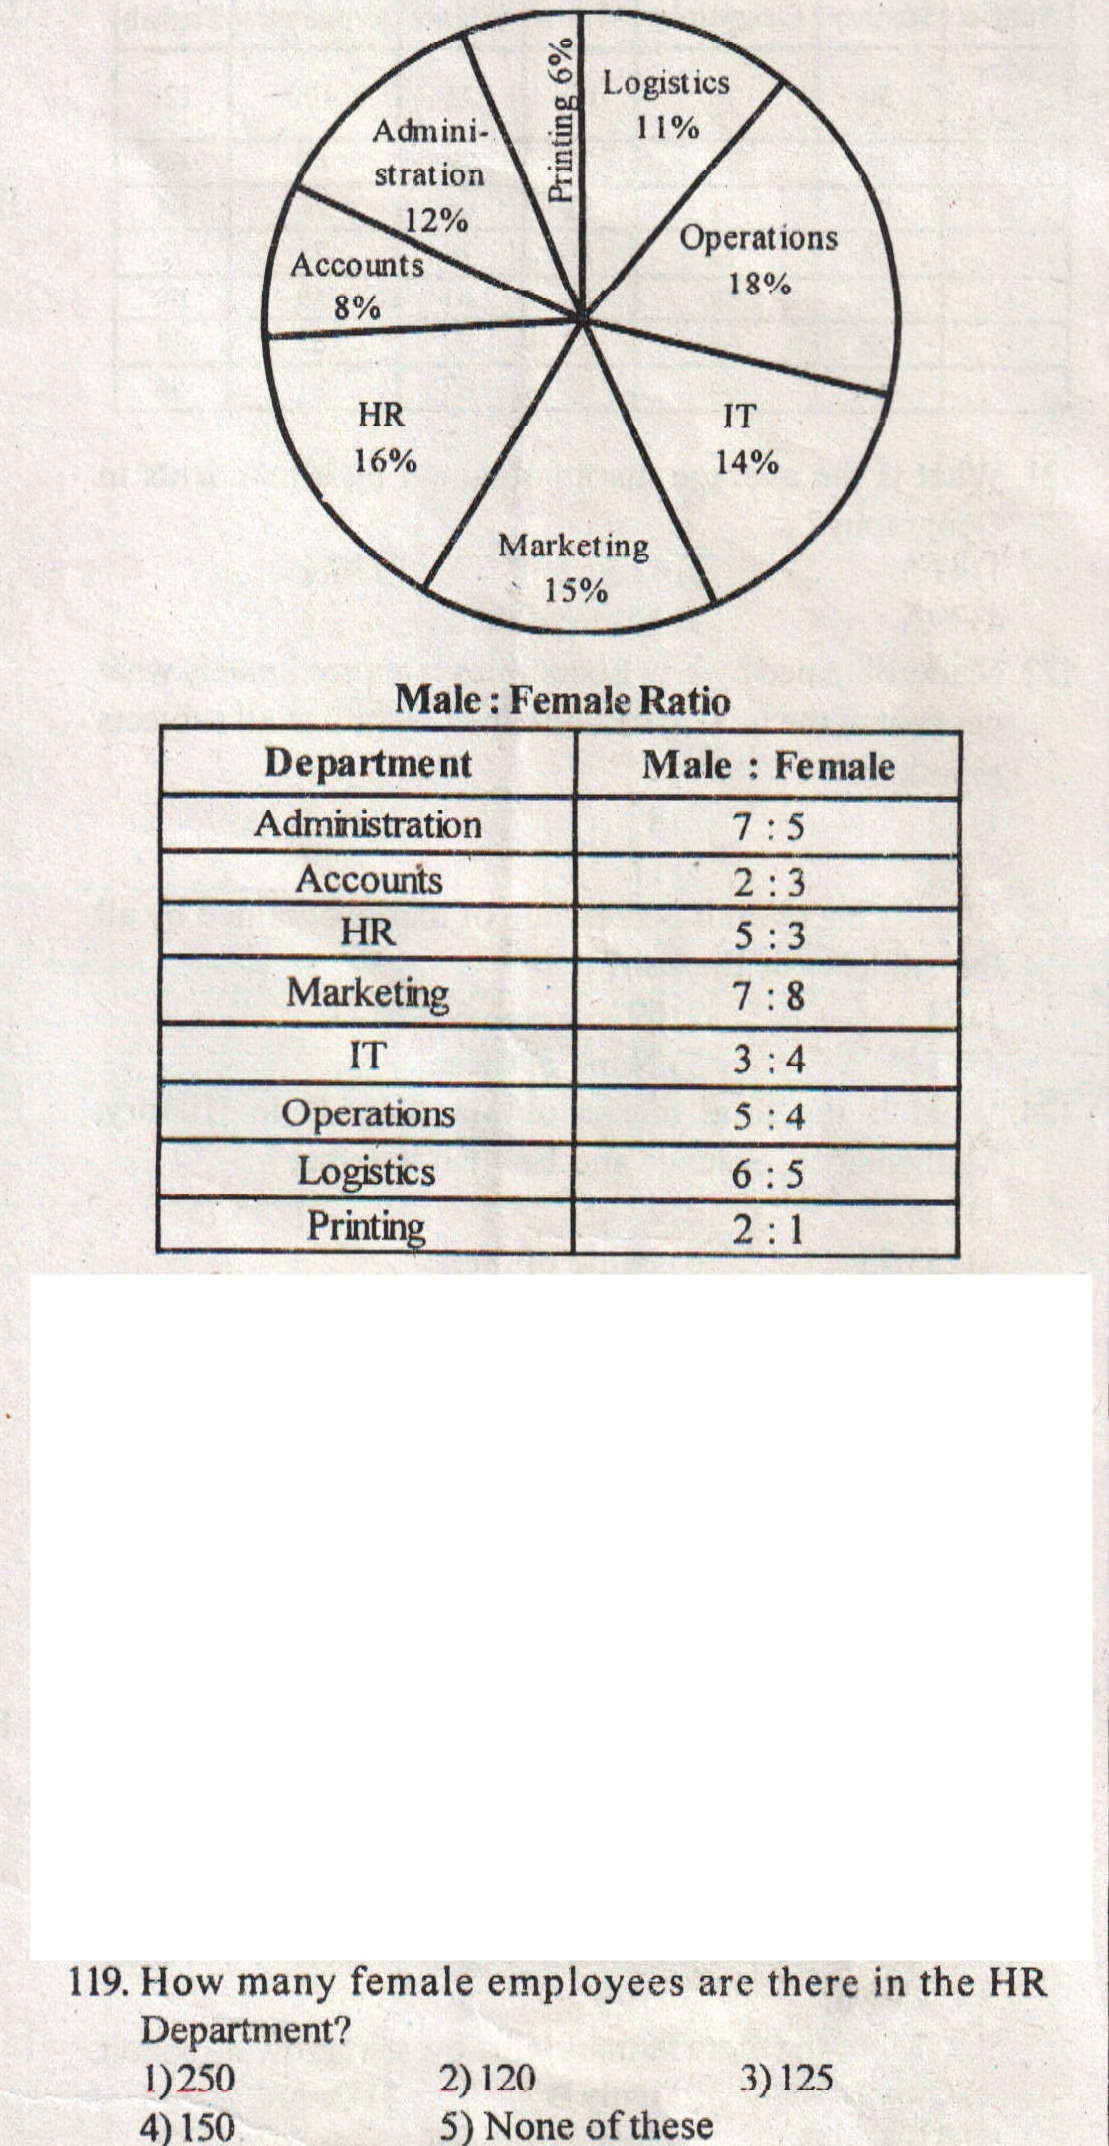 Printing 6%
Logistics
11%
Admini-
stration
12%
Operations
18%
Accounts
8%
HR
16%
IT
14%
Marketing
15%
Male : Female Ratio
Department Male : Female
Administration 7 : 5
Accounts 2 : 3
HR 5 : 3
Marketing 7 : 8
IT 3 : 4
Operations 5 : 4
Logistics 6 : 5
Printing 2 : 1
119. How many female employees are there in the HR
Department?
1) 250 2) 120 3) 125
4) 150 5) None of these